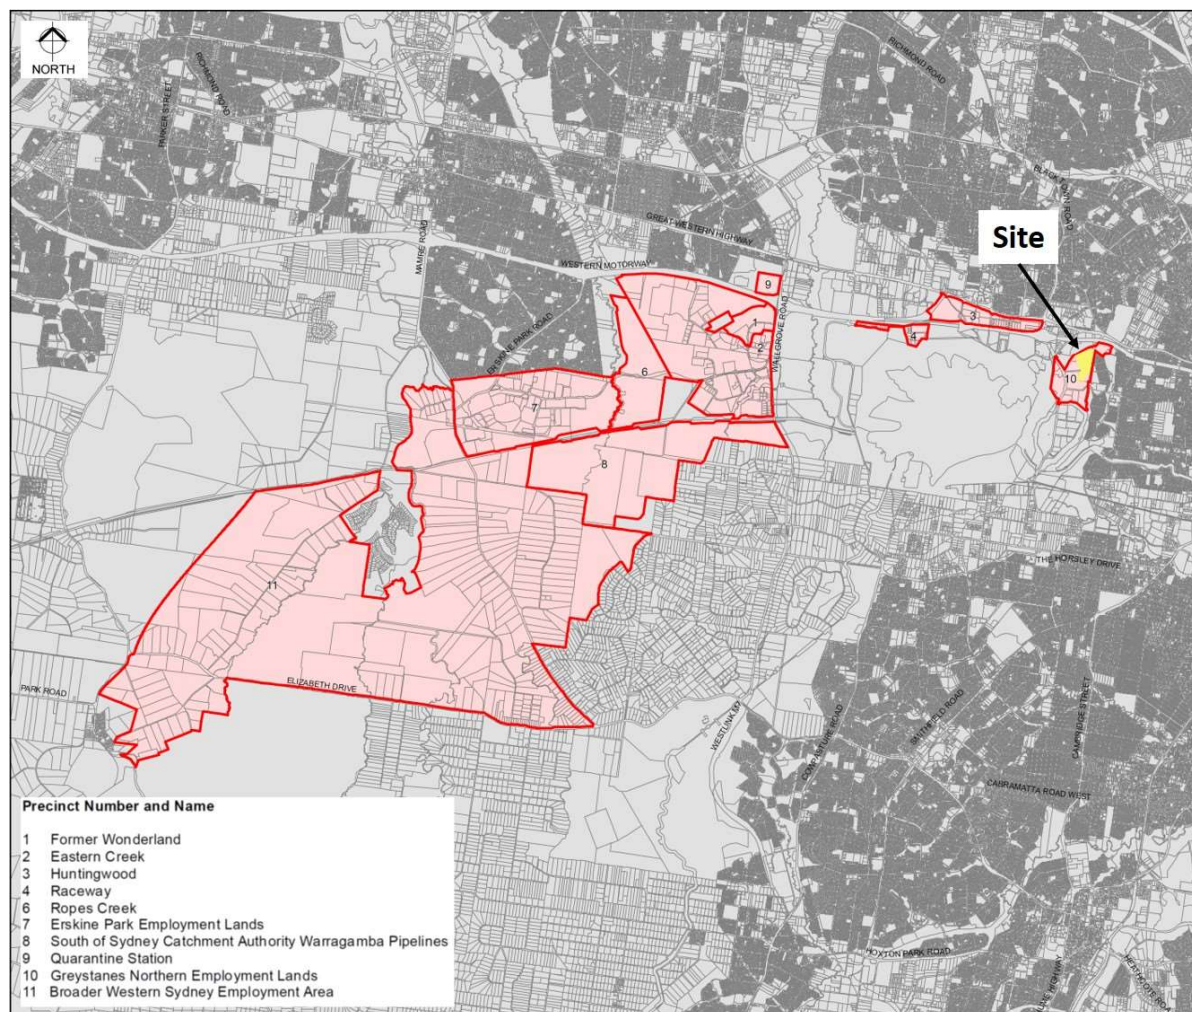 NORTH
RICHMOND ROAD
PARKER STREET
RICHMOND ROAD
BLACKTOWN ROAD
GREAT WESTERN HIGHWAY
MAMRE ROAD
Site
WESTERN MOTORWAY
9
WALLGROVE ROAD
ERSKINE PARK ROAD
1
3
4
2
6
10
7
8
THE HORSLEY DRIVE
11
ELIZABETH DRIVE
PARK ROAD
WESTLINK M7
COWPASTURE ROAD
SMITHFIELD ROAD
CAMBRIDGE STREET
CABRAMATTA ROAD WEST
Precinct Number and Name
1 Former Wonderland
2 Eastern Creek
3 Huntingwood
4 Raceway
6 Ropes Creek
7 Erskine Park Employment Lands
8 South of Sydney Catchment Authority Warragamba Pipelines
9 Quarantine Station
10 Greystanes Northern Employment Lands
11 Broader Western Sydney Employment Area
HOXTON PARK ROAD
HEATHCOTE ROA